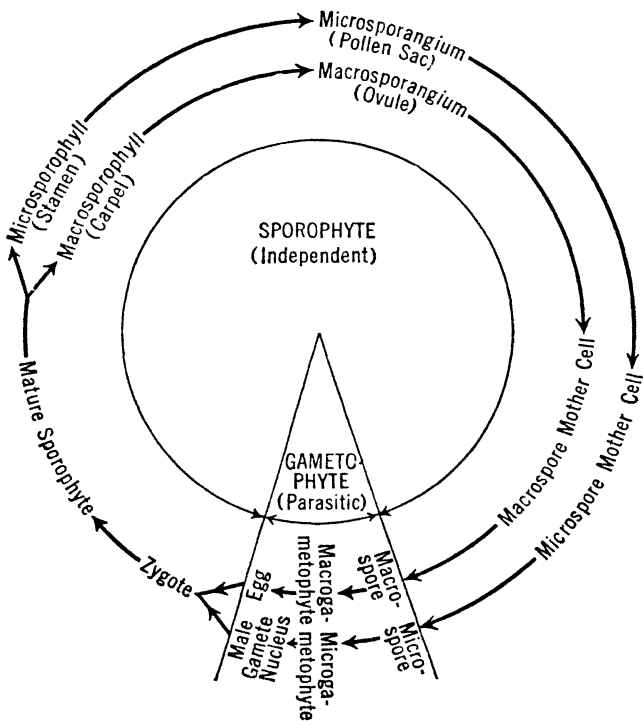 Microsporangium
(Pollen Sac)
Macrosporangium
(Ovule)
Microsporophyll
(Stamen)
Macrosporophyll
(Carpel)
SPOROPHYTE
(Independent)
Macrospore Mother Cell
Microspore Mother Cell
Mature Sporophyte
GAMETO-
PHYTE
(Parasitic)
Zygote
Egg
Macroga-
metophyte
Macro-
spore
Male
Gamete
Nucleus
Microga-
metophyte
Micro-
spore